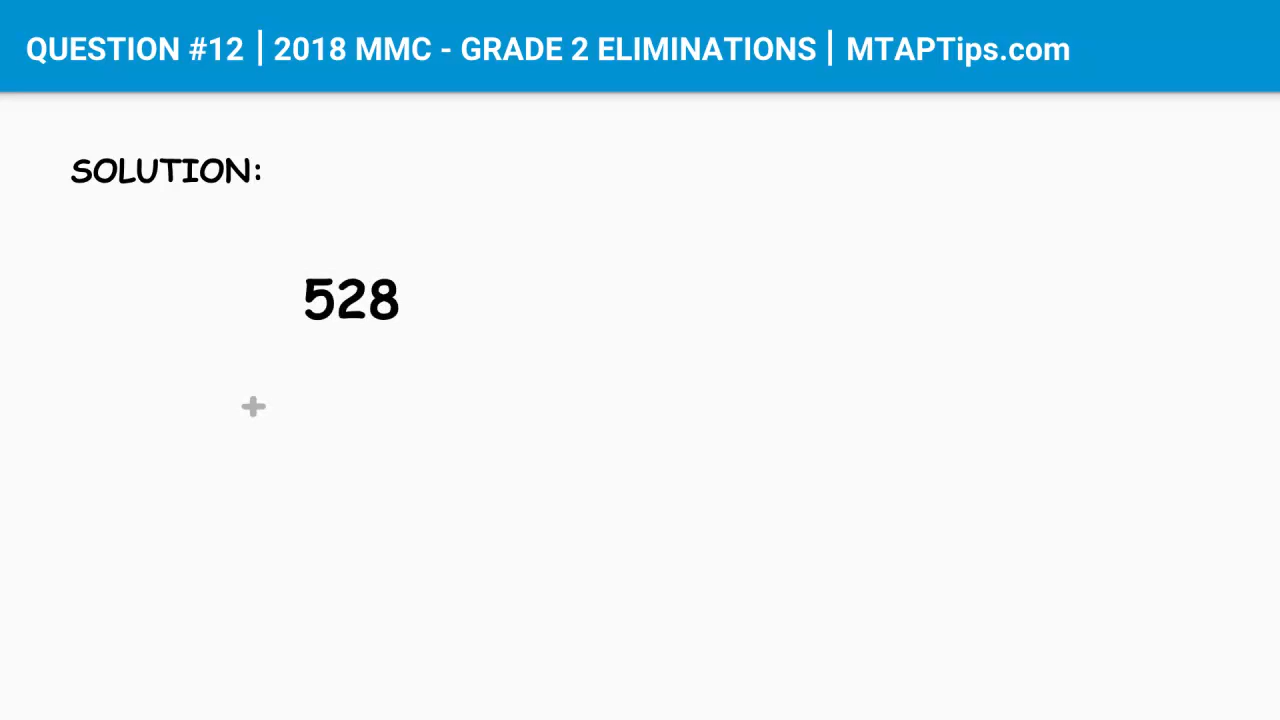 QUESTION #12 | 2018 MMC - GRADE 2 ELIMINATIONS | MTAPTips.com
SOLUTION:
528
+